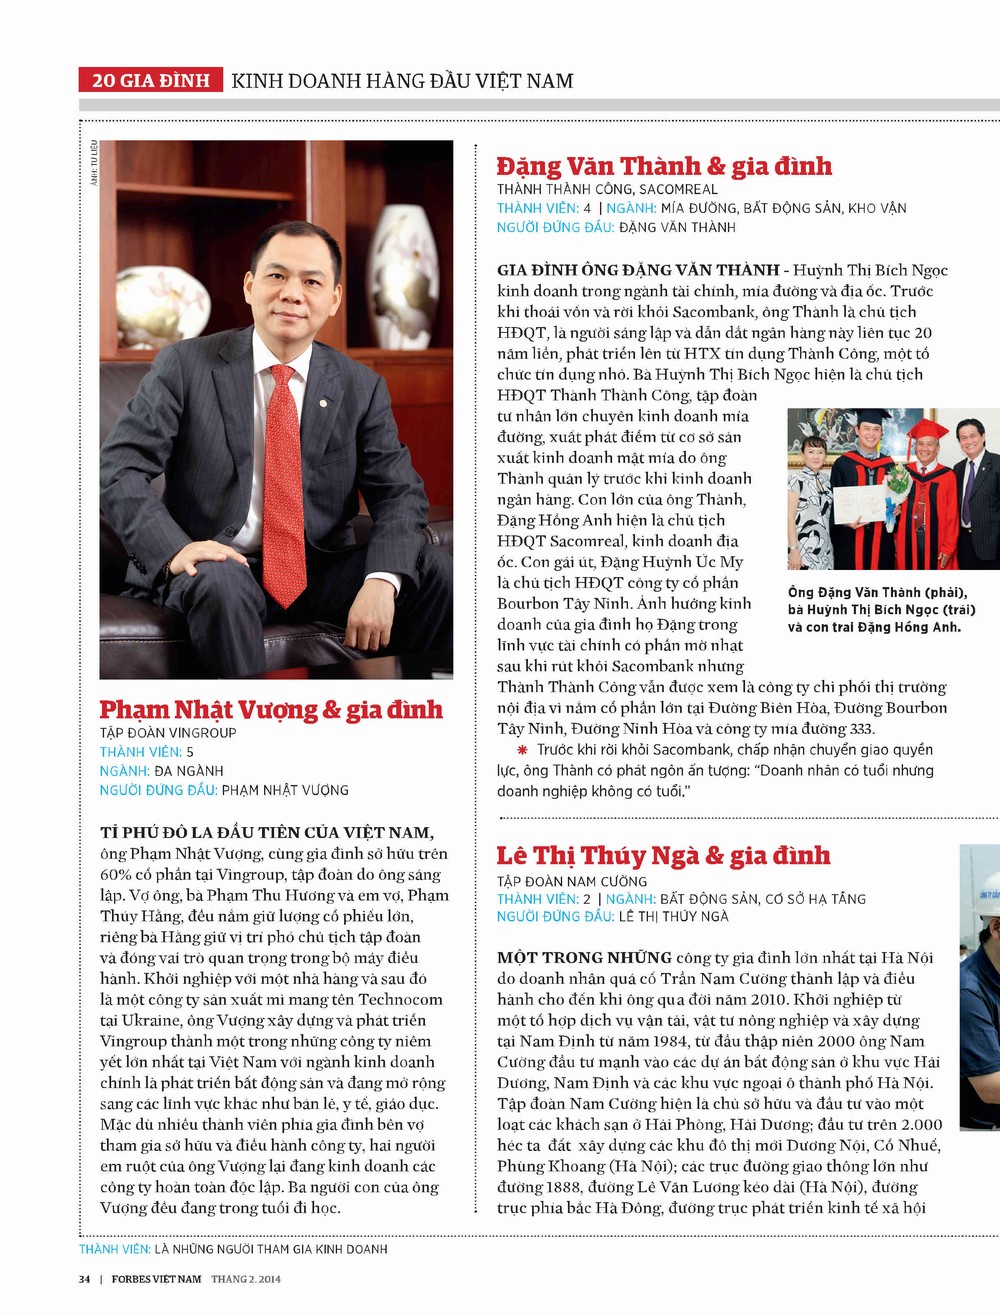 20 GIA ĐÌNH KINH DOANH HÀNG ĐẦU VIỆT NAM
ẢNH: TƯ LIỆU
Phạm Nhật Vượng & gia đình
TẬP ĐOÀN VINGROUP
THÀNH VIÊN: 5
NGÀNH: ĐA NGÀNH
NGƯỜI ĐỨNG ĐẦU: PHẠM NHẬT VƯỢNG
TỈ PHÚ ĐÔ LA ĐẦU TIÊN CỦA VIỆT NAM,
ông Phạm Nhật Vượng, cùng gia đình sở hữu trên
60% cổ phần tại Vingroup, tập đoàn do ông sáng
lập. Vợ ông, bà Phạm Thu Hương và em vợ, Phạm
Thúy Hằng, đều nắm giữ lượng cổ phiếu lớn,
riêng bà Hằng giữ vị trí phó chủ tịch tập đoàn
và đóng vai trò quan trọng trong bộ máy điều
hành. Khởi nghiệp với một nhà hàng và sau đó
là một công ty sản xuất mì mang tên Technocom
tại Ukraine, ông Vượng xây dựng và phát triển
Vingroup thành một trong những công ty niêm
yết lớn nhất tại Việt Nam với ngành kinh doanh
chính là phát triển bất động sản và đang mở rộng
sang các lĩnh vực khác như bán lẻ, y tế, giáo dục.
Mặc dù nhiều thành viên phía gia đình bên vợ
tham gia sở hữu và điều hành công ty, hai người
em ruột của ông Vượng lại đang kinh doanh các
công ty hoàn toàn độc lập. Ba người con của ông
Vượng đều đang trong tuổi đi học.
Đặng Văn Thành & gia đình
THÀNH THÀNH CÔNG, SACOMREAL
THÀNH VIÊN: 4 | NGÀNH: MÍA ĐƯỜNG, BẤT ĐỘNG SẢN, KHO VẬN
NGƯỜI ĐỨNG ĐẦU: ĐẶNG VĂN THÀNH
GIA ĐÌNH ÔNG ĐẶNG VĂN THÀNH - Huỳnh Thị Bích Ngọc
kinh doanh trong ngành tài chính, mía đường và địa ốc. Trước
khi thoái vốn và rời khỏi Sacombank, ông Thành là chủ tịch
HĐQT, là người sáng lập và dẫn dắt ngân hàng này liên tục 20
năm liền, phát triển lên từ HTX tín dụng Thành Công, một tổ
chức tín dụng nhỏ. Bà Huỳnh Thị Bích Ngọc hiện là chủ tịch
HĐQT Thành Thành Công, tập đoàn
tư nhân lớn chuyên kinh doanh mía
đường, xuất phát điểm từ cơ sở sản
xuất kinh doanh mật mía do ông
Thành quản lý trước khi kinh doanh
ngân hàng. Con lớn của ông Thành,
Đặng Hồng Anh hiện là chủ tịch
HĐQT Sacomreal, kinh doanh địa
ốc. Con gái út, Đặng Huỳnh Ức My
là chủ tịch HĐQT công ty cổ phần
Bourbon Tây Ninh. Ảnh hưởng kinh
doanh của gia đình họ Đặng trong
lĩnh vực tài chính có phần mờ nhạt
sau khi rút khỏi Sacombank nhưng
Thành Thành Công vẫn được xem là công ty chi phối thị trường
nội địa vì nắm cổ phần lớn tại Đường Biên Hòa, Đường Bourbon
Tây Ninh, Đường Ninh Hòa và công ty mía đường 333.
✱ Trước khi rời khỏi Sacombank, chấp nhận chuyển giao quyền
lực, ông Thành có phát ngôn ấn tượng: “Doanh nhân có tuổi nhưng
doanh nghiệp không có tuổi.”
Ông Đặng Văn Thành (phải),
bà Huỳnh Thị Bích Ngọc (trái)
và con trai Đặng Hồng Anh.
Lê Thị Thúy Ngà & gia đình
TẬP ĐOÀN NAM CƯỜNG
THÀNH VIÊN: 2 | NGÀNH: BẤT ĐỘNG SẢN, CƠ SỞ HẠ TẦNG
NGƯỜI ĐỨNG ĐẦU: LÊ THỊ THÚY NGÀ
MỘT TRONG NHỮNG công ty gia đình lớn nhất tại Hà Nội
do doanh nhân quá cố Trần Nam Cường thành lập và điều
hành cho đến khi ông qua đời năm 2010. Khởi nghiệp từ
một tổ hợp dịch vụ vận tải, vật tư nông nghiệp và xây dựng
tại Nam Định từ năm 1984, từ đầu thập niên 2000 ông Nam
Cường đầu tư mạnh vào các dự án bất động sản ở khu vực Hải
Dương, Nam Định và các khu vực ngoại ô thành phố Hà Nội.
Tập đoàn Nam Cường hiện là chủ sở hữu và đầu tư vào một
loạt các khách sạn ở Hải Phòng, Hải Dương; đầu tư trên 2.000
héc ta đất xây dựng các khu đô thị mới Dương Nội, Cổ Nhuế,
Phùng Khoang (Hà Nội); các trục đường giao thông lớn như
đường 1888, đường Lê Văn Lương kéo dài (Hà Nội), đường
trục phía bắc Hà Đông, đường trục phát triển kinh tế xã hội
THÀNH VIÊN: LÀ NHỮNG NGƯỜI THAM GIA KINH DOANH
34 | FORBES VIỆT NAM THÁNG 2. 2014